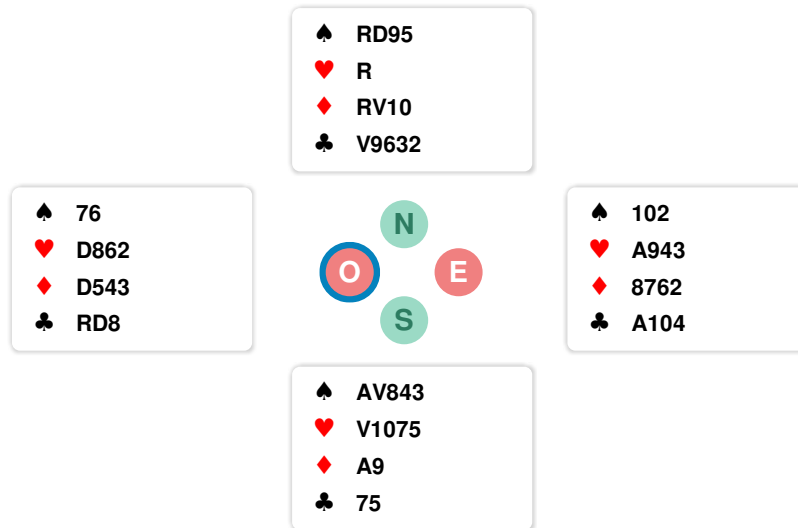 ♠ RD95
♥ R
♦ RV10
♣ V9632
♠ 76
♥ D862
♦ D543
♣ RD8
N
O E
S
♠ 102
♥ A943
♦ 8762
♣ A104
♠ AV843
♥ V1075
♦ A9
♣ 75